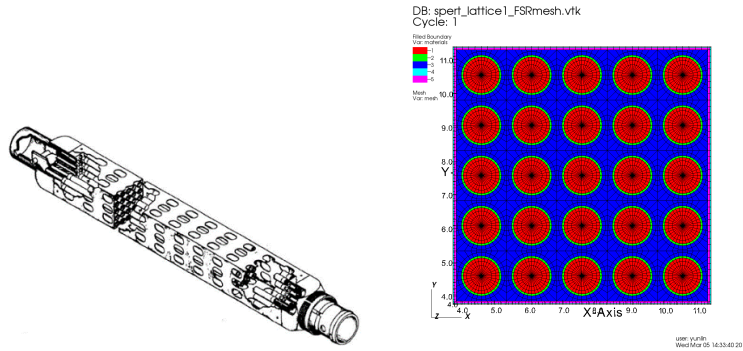 DB: spert_lattice1_FSRmesh.vtk
Cycle: 1
Filled Boundary
Var: materials
1
2
3
4
5
Mesh
Var: mesh
11.0
10.0
9.0
8.0
Y
7.0
6.0
5.0
4.0
4.0 5.0 6.0 7.0 X 8 Axis 9.0 10.0 11.0
Y
Z X
user: yunlin
Wed Mar 05 14:33:40 20